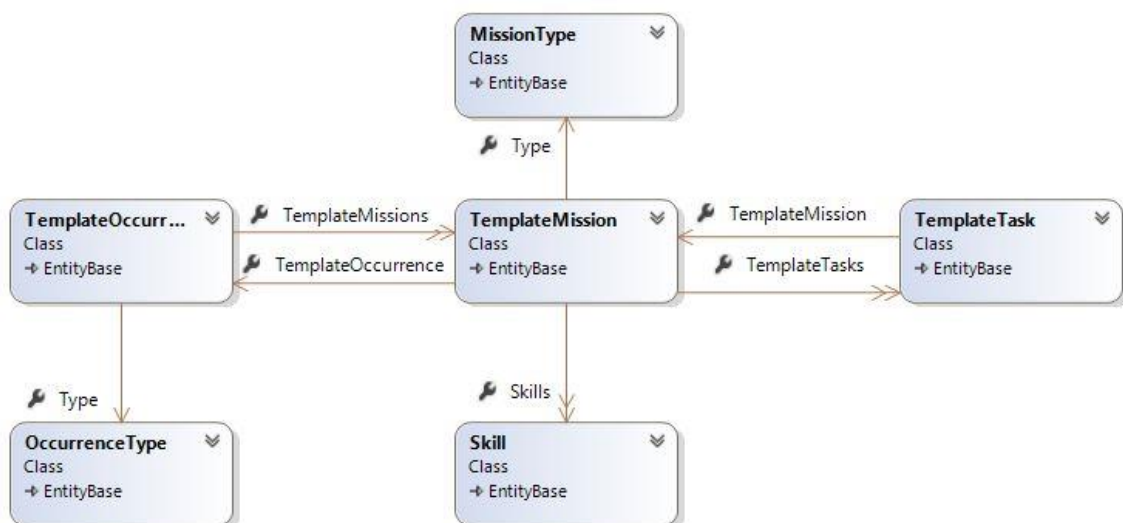 MissionType
Class
EntityBase
Type
TemplateOccurr...
Class
EntityBase
TemplateMissions
TemplateOccurrence
TemplateMission
Class
EntityBase
TemplateMission
TemplateTasks
TemplateTask
Class
EntityBase
Type
Skills
OccurrenceType
Class
EntityBase
Skill
Class
EntityBase